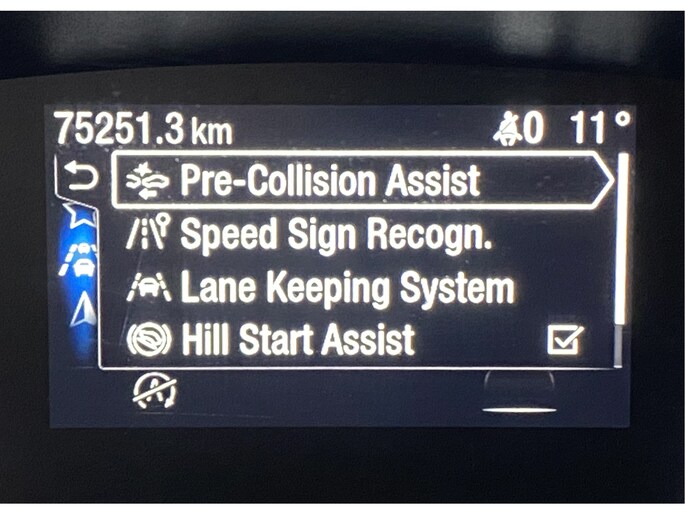 75251.3 km 0 11°
Pre-Collision Assist
Speed Sign Recogn.
Lane Keeping System
Hill Start Assist
A